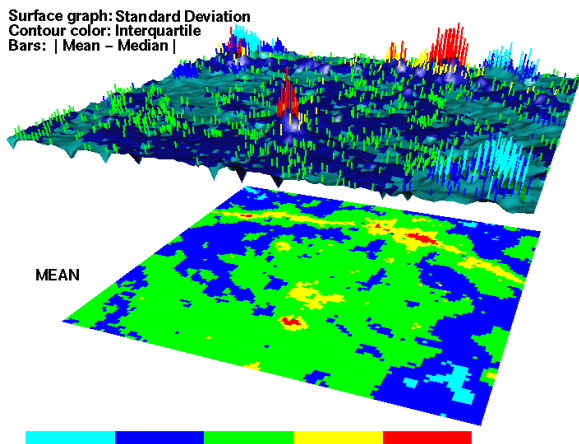 Surface graph: Standard Deviation
Contour color: Interquartile
Bars: | Mean – Median |
MEAN